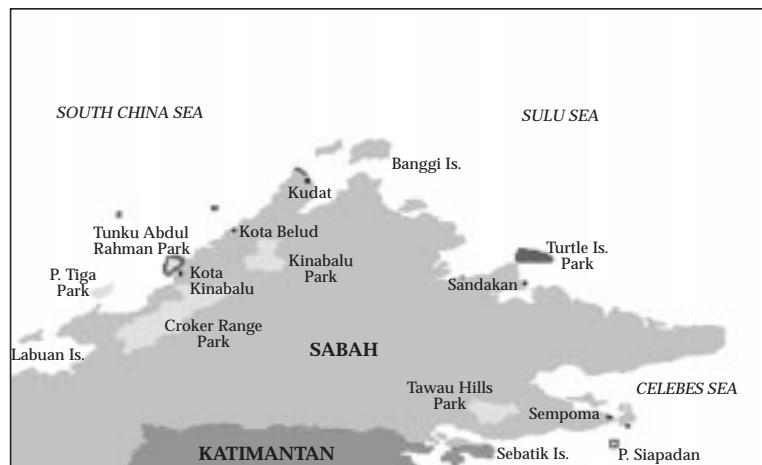 SOUTH CHINA SEA
SULU SEA
Banggi Is.
Kudat
Tunku Abdul
Rahman Park
Kota Belud
Turtle Is.
Park
P. Tiga
Park
Kota
Kinabalu
Kinabalu
Park
Sandakan
Croker Range
Park
Labuan Is.
SABAH
Tawau Hills
Park
CELEBES SEA
Sempoma
KATIMANTAN
Sebatik Is.
P. Siapadan